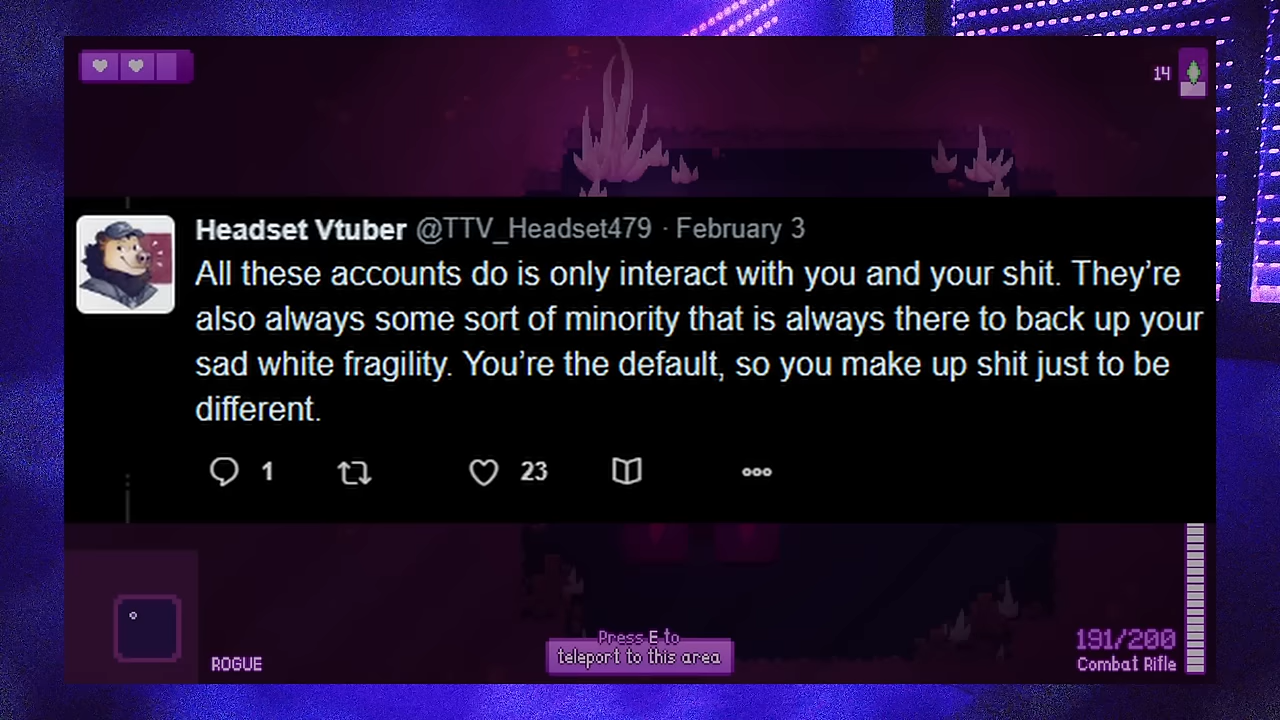 14
Headset Vtuber @TTV_Headset479 · February 3
All these accounts do is only interact with you and your shit. They’re
also always some sort of minority that is always there to back up your
sad white fragility. You’re the default, so you make up shit just to be
different.
1 23
Press E to
teleport to this area
ROGUE
191/200
Combat Rifle